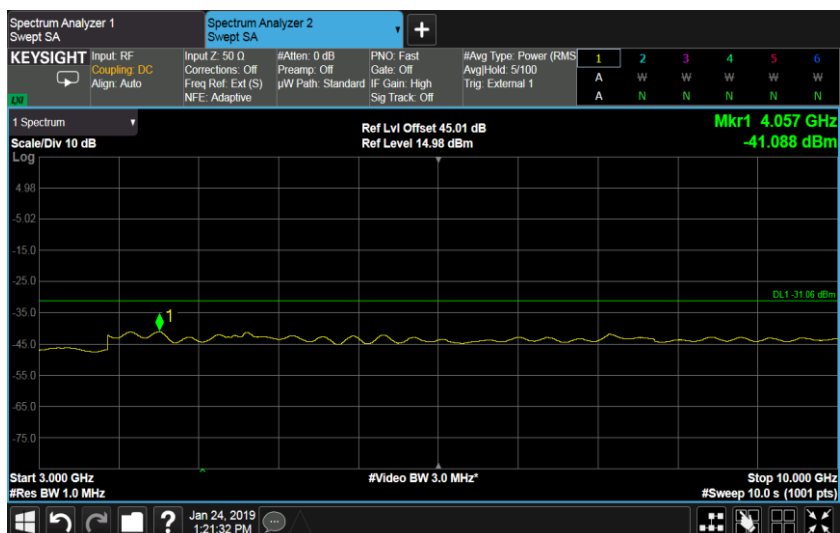 Spectrum Analyzer 1
Swept SA
Spectrum Analyzer 2
Swept SA
+
KEYSIGHT
LXI
Input: RF
Coupling: DC
Align: Auto
Input Z: 50 Ω
Corrections: Off
Freq Ref: Ext (S)
NFE: Adaptive
#Atten: 0 dB
Preamp: Off
µW Path: Standard
PNO: Fast
Gate: Off
IF Gain: High
Sig Track: Off
#Avg Type: Power (RMS
Avg|Hold: 5/100
Trig: External 1
1 2 3 4 5 6
A W W W W W
A N N N N N
1 Spectrum
Scale/Div 10 dB
Ref Lvl Offset 45.01 dB
Ref Level 14.98 dBm
Mkr1 4.057 GHz
-41.088 dBm
Log
4.98
-5.02
-15.0
-25.0
DL1 -31.06 dBm
-35.0
1
-45.0
-55.0
-65.0
-75.0
Start 3.000 GHz
#Res BW 1.0 MHz
#Video BW 3.0 MHz*
Stop 10.000 GHz
#Sweep 10.0 s (1001 pts)
?
Jan 24, 2019
1:21:32 PM